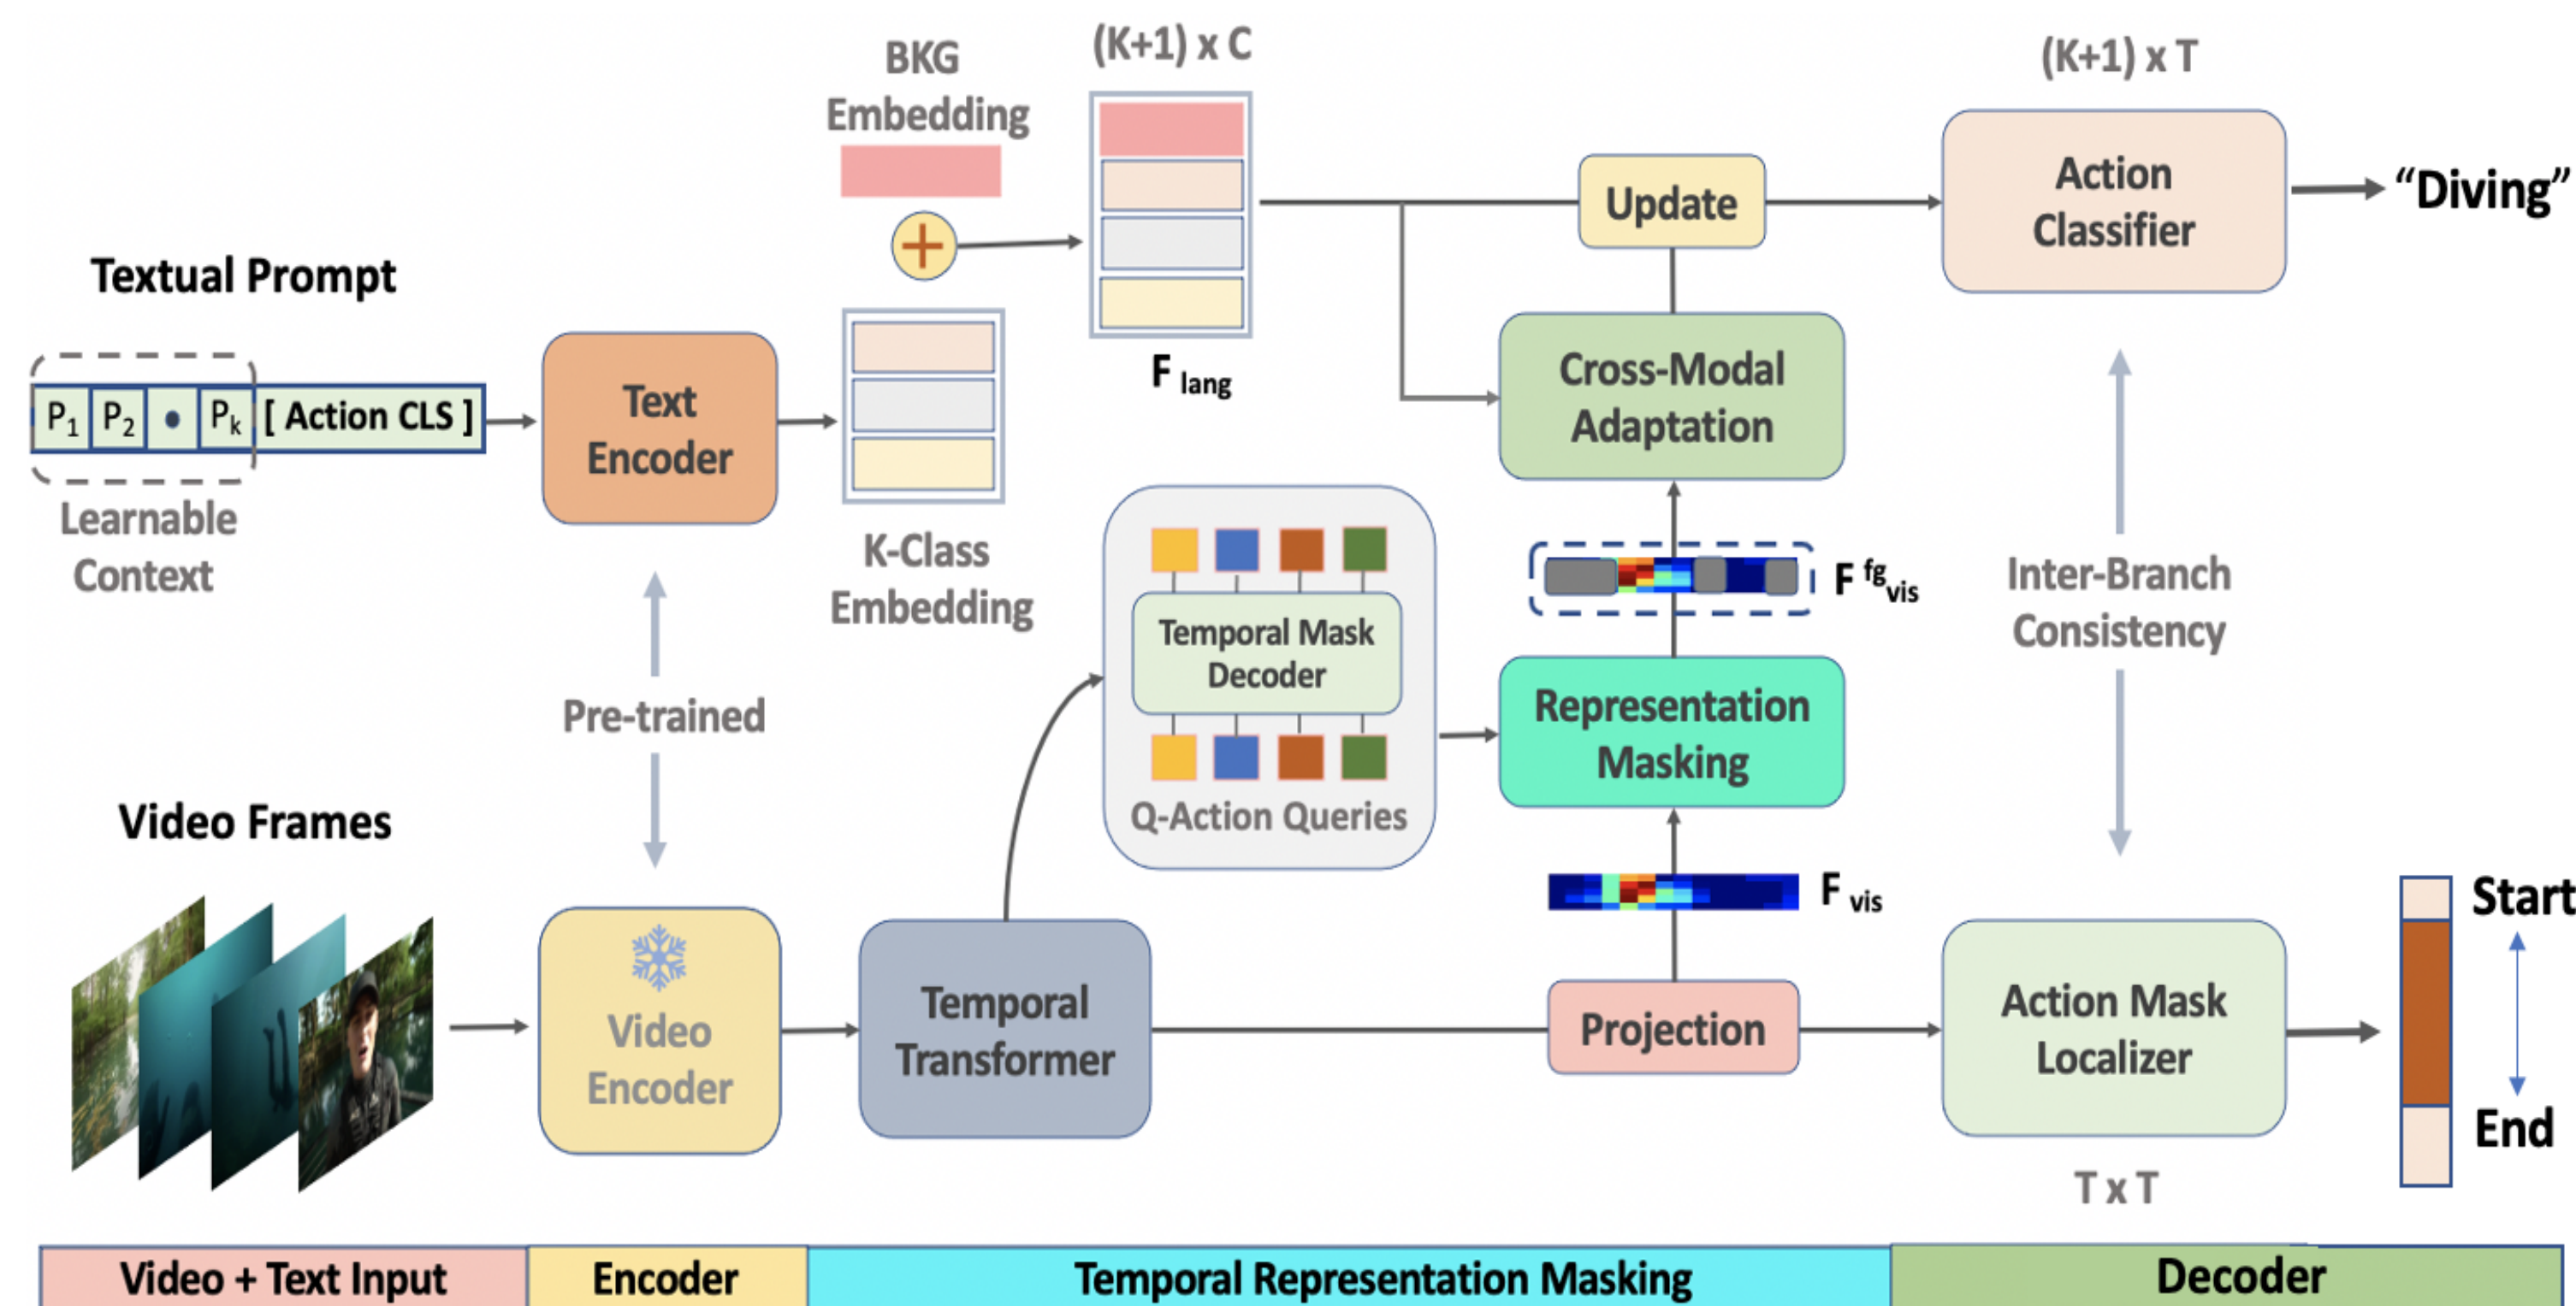 BKG
Embedding
(K+1) x C
(K+1) x T
Update
Action
Classifier
“Diving”
Textual Prompt
P1 P2 • Pk [ Action CLS ]
Learnable
Context
Text
Encoder
K-Class
Embedding
F lang
Cross-Modal
Adaptation
Temporal Mask
Decoder
Q-Action Queries
F fg vis
Representation
Masking
Inter-Branch
Consistency
Pre-trained
Video Frames
Video
Encoder
Temporal
Transformer
F vis
Projection
Action Mask
Localizer
T x T
Start
End
Video + Text Input
Encoder
Temporal Representation Masking
Decoder